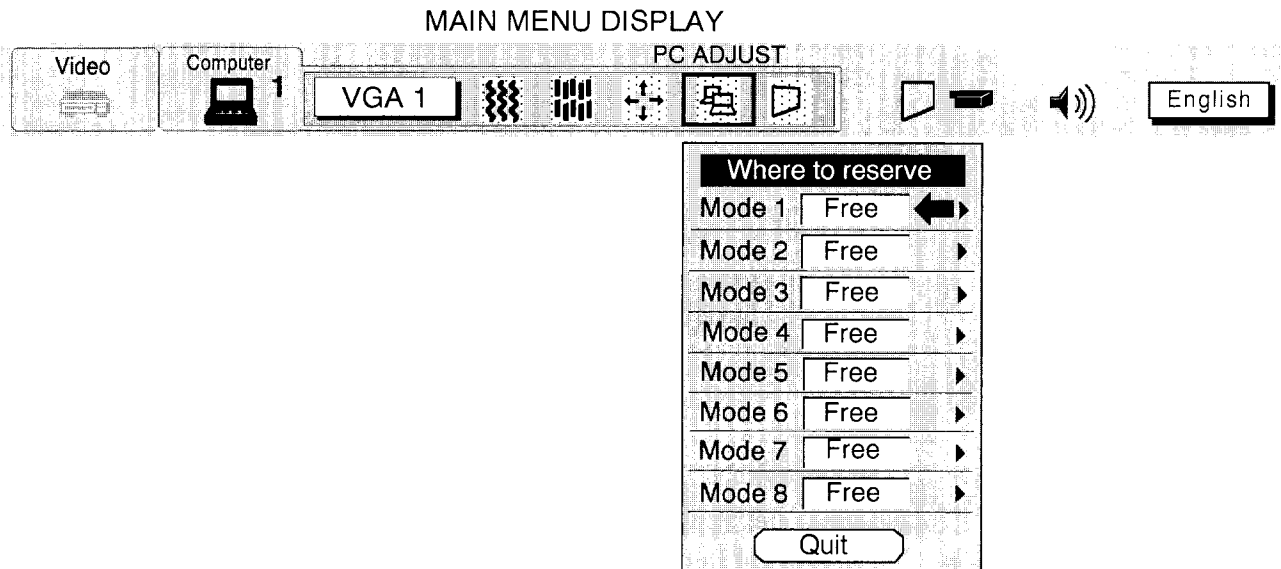 MAIN MENU DISPLAY
PC ADJUST
Video
Computer
1
VGA 1
English
Where to reserve
Mode 1 Free
Mode 2 Free
Mode 3 Free
Mode 4 Free
Mode 5 Free
Mode 6 Free
Mode 7 Free
Mode 8 Free
Quit